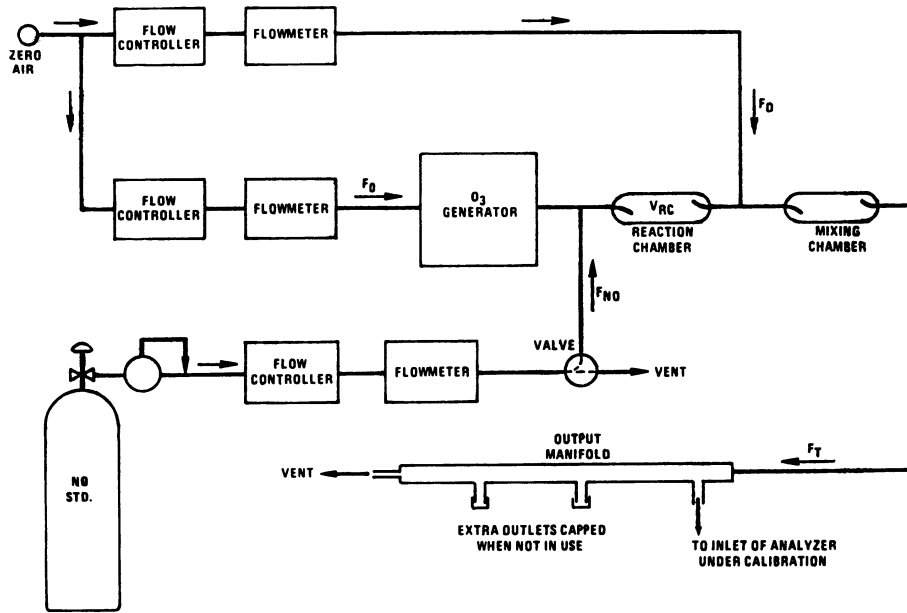 ZERO
AIR
FLOW
CONTROLLER
FLOWMETER
F_D
FLOW
CONTROLLER
FLOWMETER
F_O
O_3
GENERATOR
V_RC
REACTION
CHAMBER
MIXING
CHAMBER
F_NO
VALVE
VENT
FLOW
CONTROLLER
FLOWMETER
NO
STD.
OUTPUT
MANIFOLD
F_T
VENT
EXTRA OUTLETS CAPPED
WHEN NOT IN USE
TO INLET OF ANALYZER
UNDER CALIBRATION